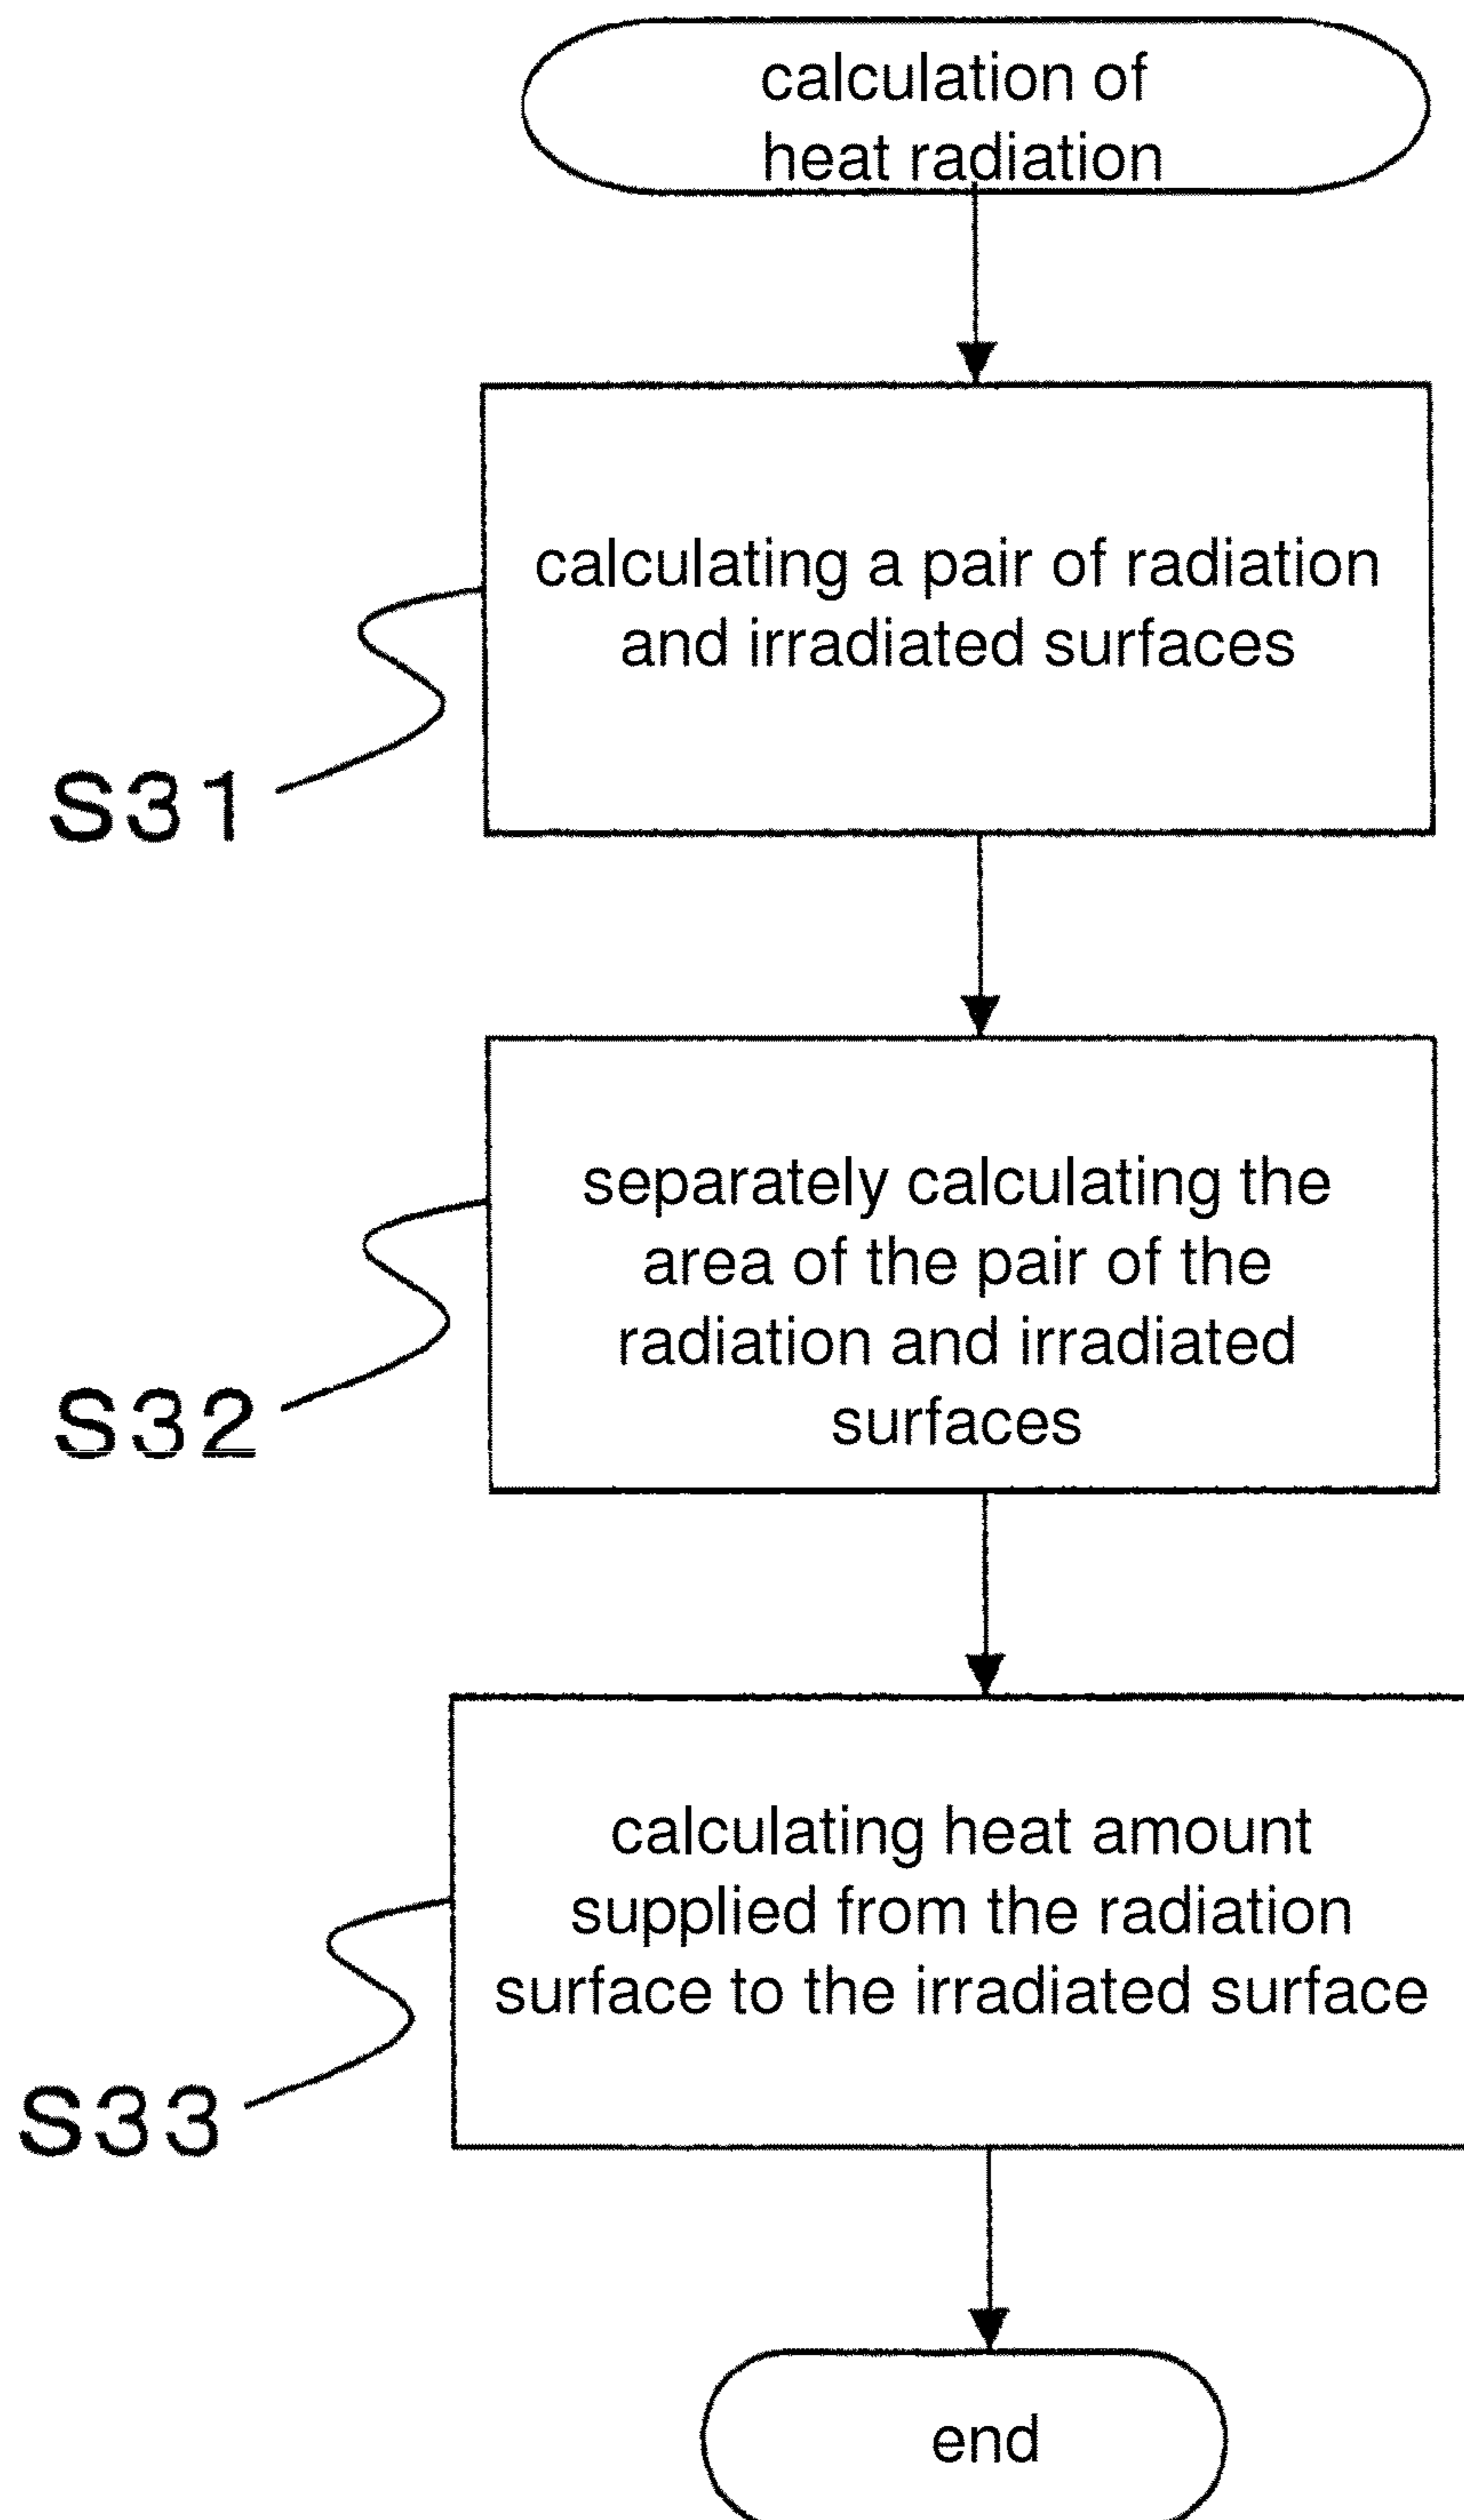 calculation of
heat radiation
calculating a pair of radiation
and irradiated surfaces
S31
separately calculating the
area of the pair of the
radiation and irradiated
surfaces
S32
calculating heat amount
supplied from the radiation
surface to the irradiated surface
S33
end